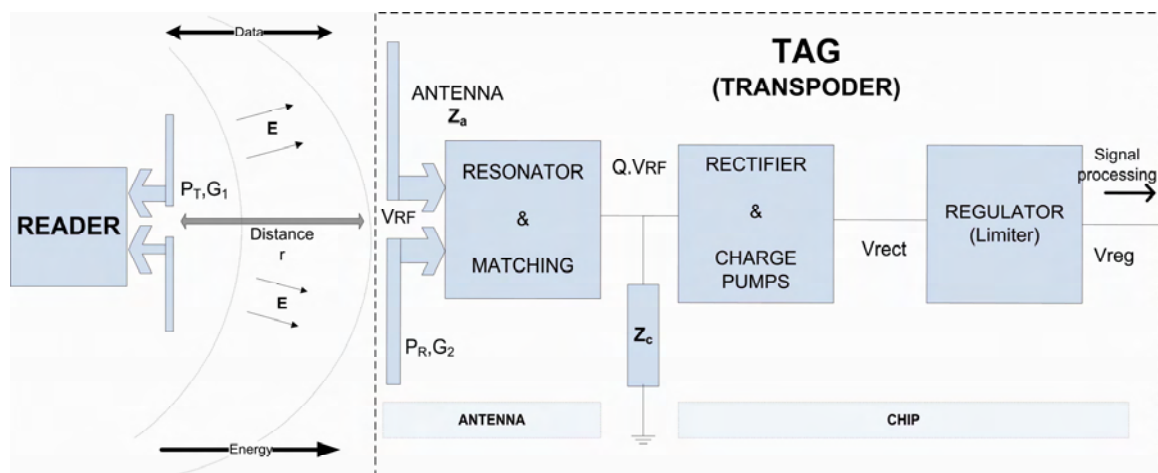 Data
TAG
(TRANSPODER)
ANTENNA
Za
E
READER
PT,G1
Distance
r
E
VRF
RESONATOR
&
MATCHING
Q.VRF
RECTIFIER
&
CHARGE
PUMPS
Vrect
REGULATOR
(Limiter)
Signal
processing
Vreg
PR,G2
Zc
ANTENNA
CHIP
Energy